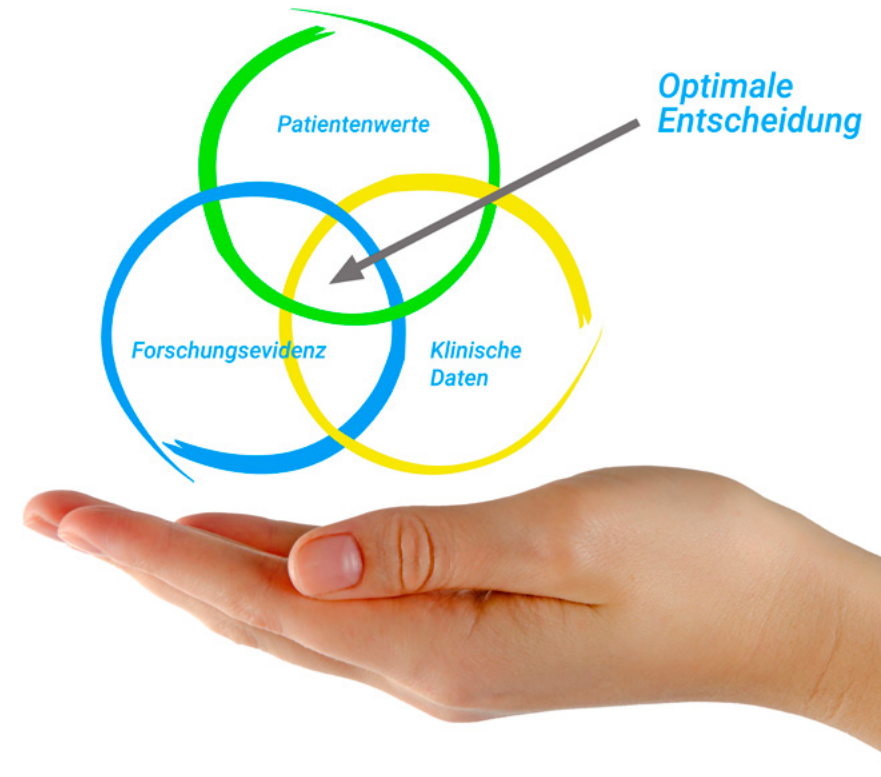 Optimale
Entscheidung
Patientenwerte
Forschungsevidenz
Klinische
Daten